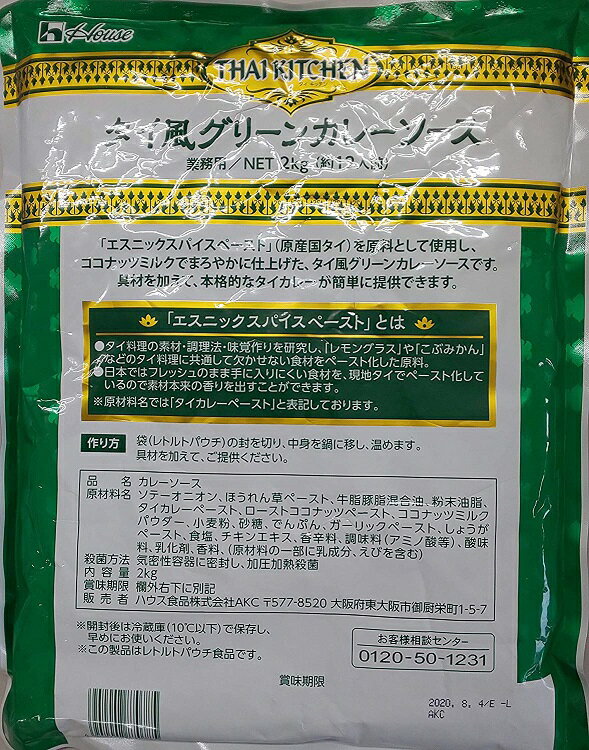 House
THAI KITCHEN
タイ風グリーンカレーソース
業務用/NET 2kg
「エスニックスパイスペースト」(原産国タイ)を原料として使用し、
ココナッツミルクでまろやかに仕上げた、タイ風グリーンカレーソースです。
具材を加えて、本格的なタイカレーが簡単に提供できます。
「エスニックスパイスペースト」とは
●タイ料理の素材・調理法・味覚作りを研究し、「レモングラス」や「こぶみかん」
などのタイ料理に共通して欠かせない食材をペースト化した原料。
●日本ではフレッシュのまま手に入りにくい食材を、現地タイでペースト化して
いるので素材本来の香りを出すことができます。
※原材料名では「タイカレーペースト」と表記しております。
作り方 袋(レトルトパウチ)の封を切り、中身を鍋に移し、温めます。
具材を加えて、ご提供ください。
品名 カレーソース
原材料名 ソテーオニオン、ほうれん草ペースト、牛脂豚脂混合油、粉末油脂、
タイカレーペースト、ローストココナッツペースト、ココナッツミルク
パウダー、小麦粉、砂糖、でんぷん、ガーリックペースト、しょうが
ペースト、食塩、チキンエキス、香辛料、調味料(アミノ酸等)、酸味
料、乳化剤、香料、(原材料の一部に乳成分、えびを含む)
殺菌方法 気密性容器に密封し、加圧加熱殺菌
内容量 2kg
賞味期限 欄外右下に別記
販売者 ハウス食品株式会社AKC 〒577-8520 大阪府東大阪市御厨栄町1-5-7
※開封後は冷蔵庫(10℃以下)で保存し、
早めにお使いください。
※この製品はレトルトパウチ食品です。
お客様相談センター
0120-50-1231
賞味期限
2020. 8. 4/E -L
AKC